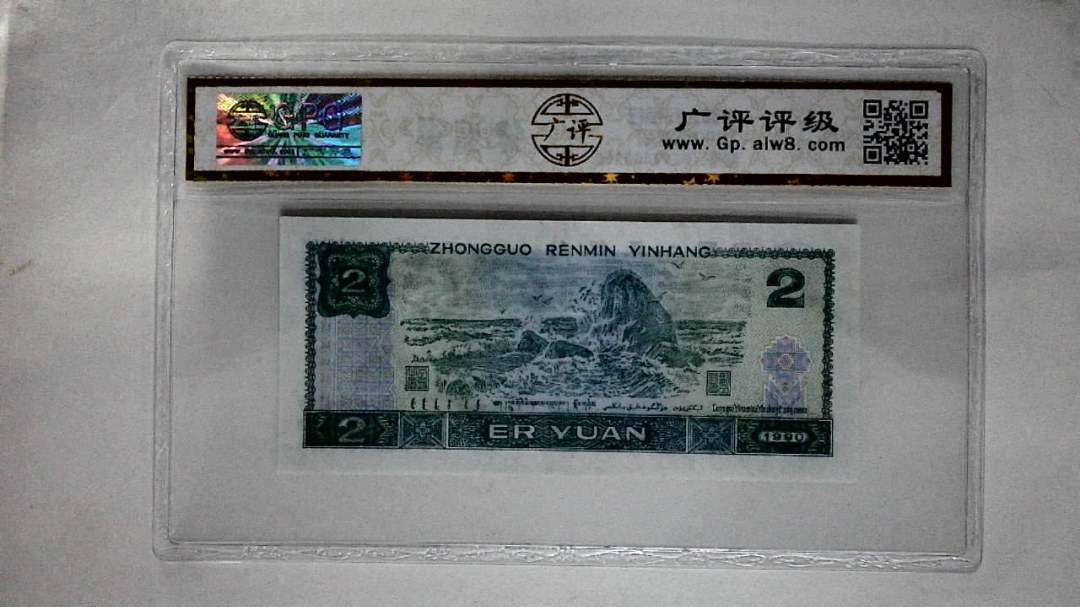 GPG
广评
广评评级
www. Gp. alw8. com
ZHONGGUO RENMIN YINHANG
2
2
2
ER YUAN
1990